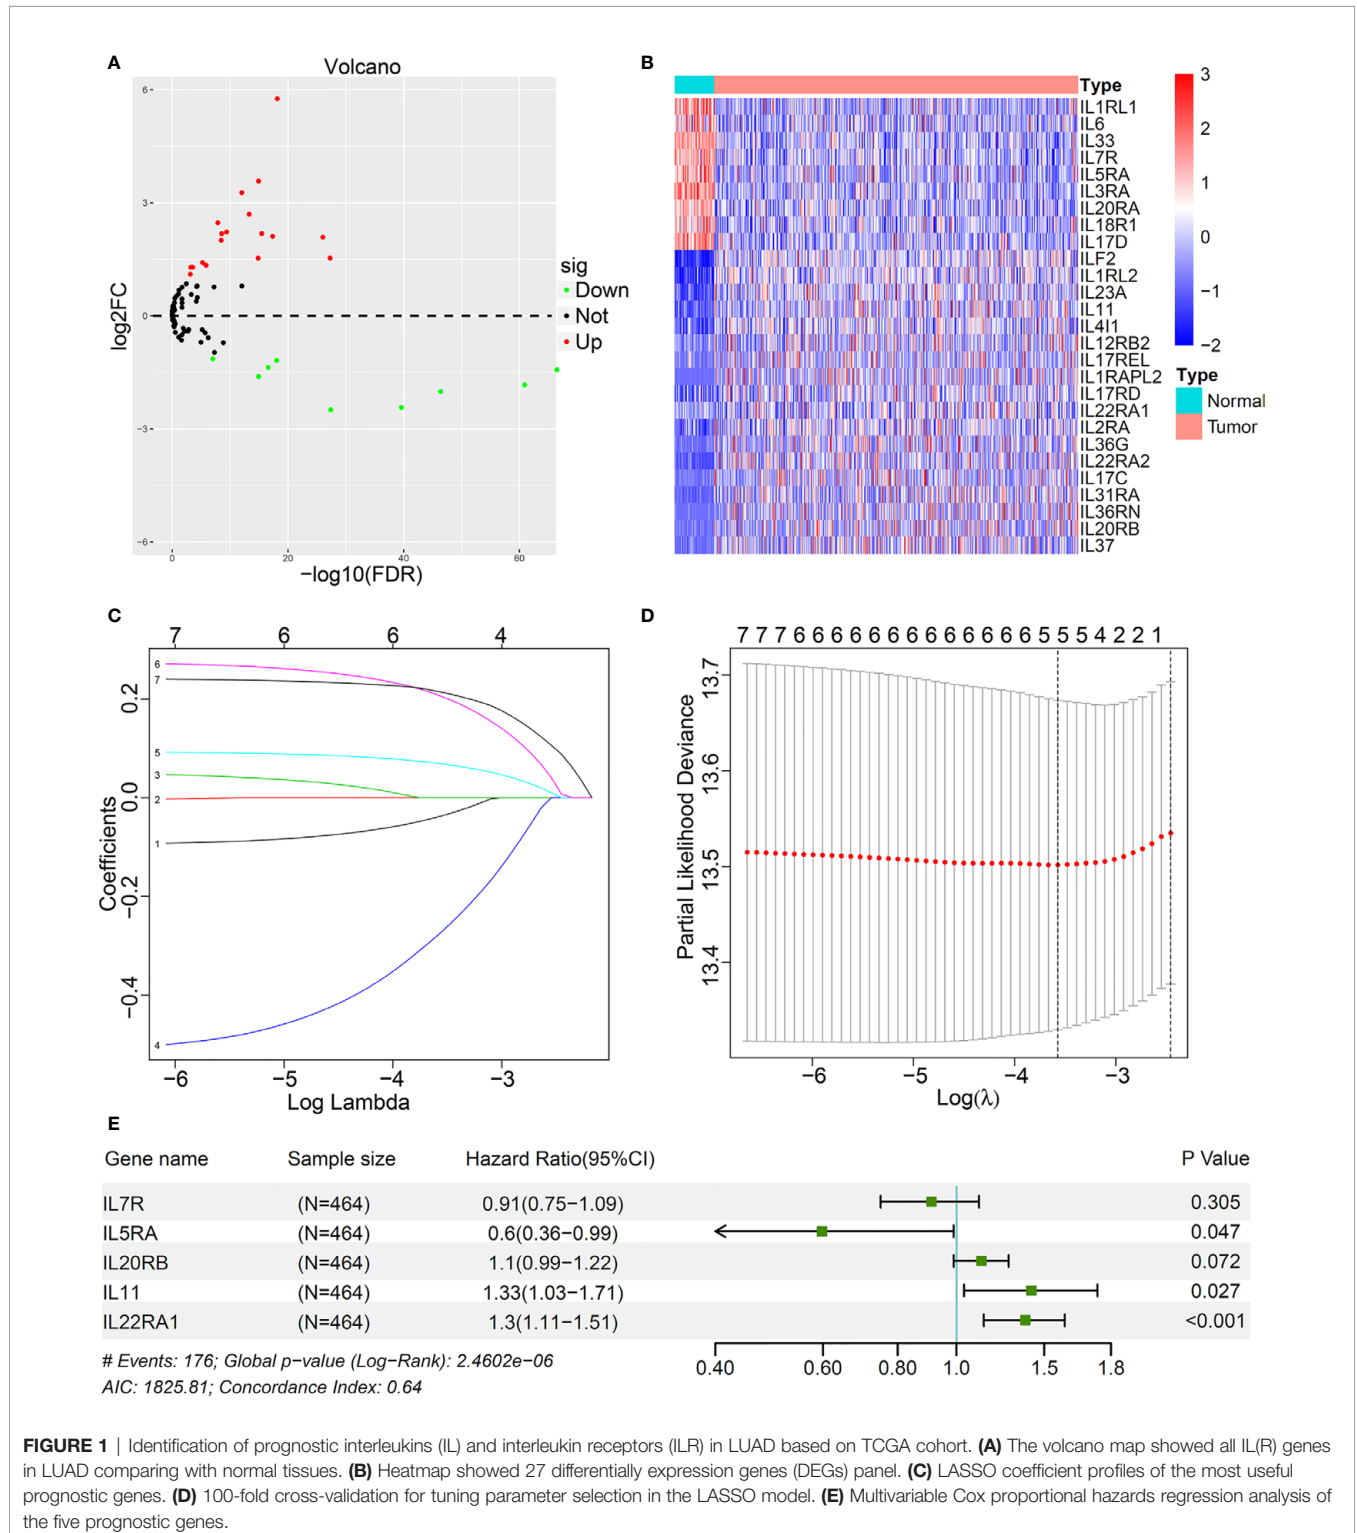 A
Volcano
6
3
0
−3
−6
log2FC
0
20
40
60
−log10(FDR)
sig
Down
Not
Up
B
Type
IL1RL1
IL6
IL33
IL7R
IL5RA
IL3RA
IL20RA
IL18R1
IL17D
ILF2
IL1RL2
IL23A
IL11
IL4I1
IL12RB2
IL17REL
IL1RAPL2
IL17RD
IL22RA1
IL2RA
IL36G
IL22RA2
IL17C
IL31RA
IL36RN
IL20RB
IL37
3
2
1
0
−1
−2
Type
Normal
Tumor
C
7 6 6 4
0.2
0.0
−0.2
−0.4
Coefficients
6
7
5
3
2
1
4
−6 −5 −4 −3
Log Lambda
D
7 7 7 6 6 6 6 6 6 6 6 6 6 6 6 6 5 5 5 4 2 2 1
13.7
13.6
13.5
13.4
Partial Likelihood Deviance
−6 −5 −4 −3
Log(λ)
E
Gene name Sample size Hazard Ratio(95%CI) P Value
IL7R (N=464) 0.91(0.75−1.09) 0.305
IL5RA (N=464) 0.6(0.36−0.99) 0.047
IL20RB (N=464) 1.1(0.99−1.22) 0.072
IL11 (N=464) 1.33(1.03−1.71) 0.027
IL22RA1 (N=464) 1.3(1.11−1.51) <0.001
# Events: 176; Global p−value (Log−Rank): 2.4602e−06
AIC: 1825.81; Concordance Index: 0.64
0.40 0.60 0.80 1.0 1.5 1.8
FIGURE 1 | Identification of prognostic interleukins (IL) and interleukin receptors (ILR) in LUAD based on TCGA cohort. (A) The volcano map showed all IL(R) genes
in LUAD comparing with normal tissues. (B) Heatmap showed 27 differentially expression genes (DEGs) panel. (C) LASSO coefficient profiles of the most useful
prognostic genes. (D) 100-fold cross-validation for tuning parameter selection in the LASSO model. (E) Multivariable Cox proportional hazards regression analysis of
the five prognostic genes.